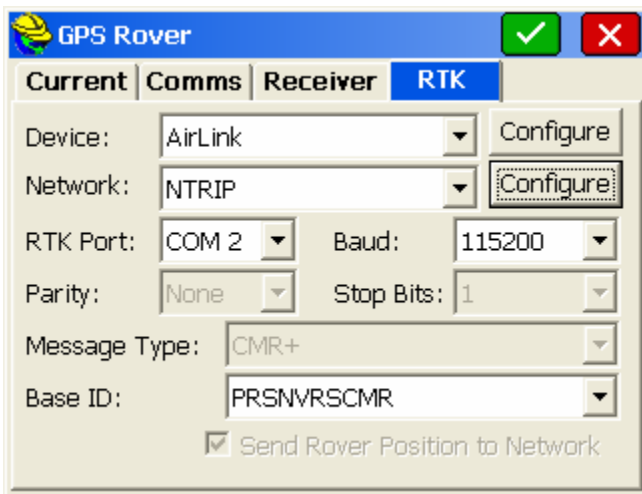 GPS Rover
Current Comms Receiver RTK
Device: AirLink Configure
Network: NTRIP Configure
RTK Port: COM 2 Baud: 115200
Parity: None Stop Bits: 1
Message Type: CMR+
Base ID: PRSNVRSCMR
Send Rover Position to Network